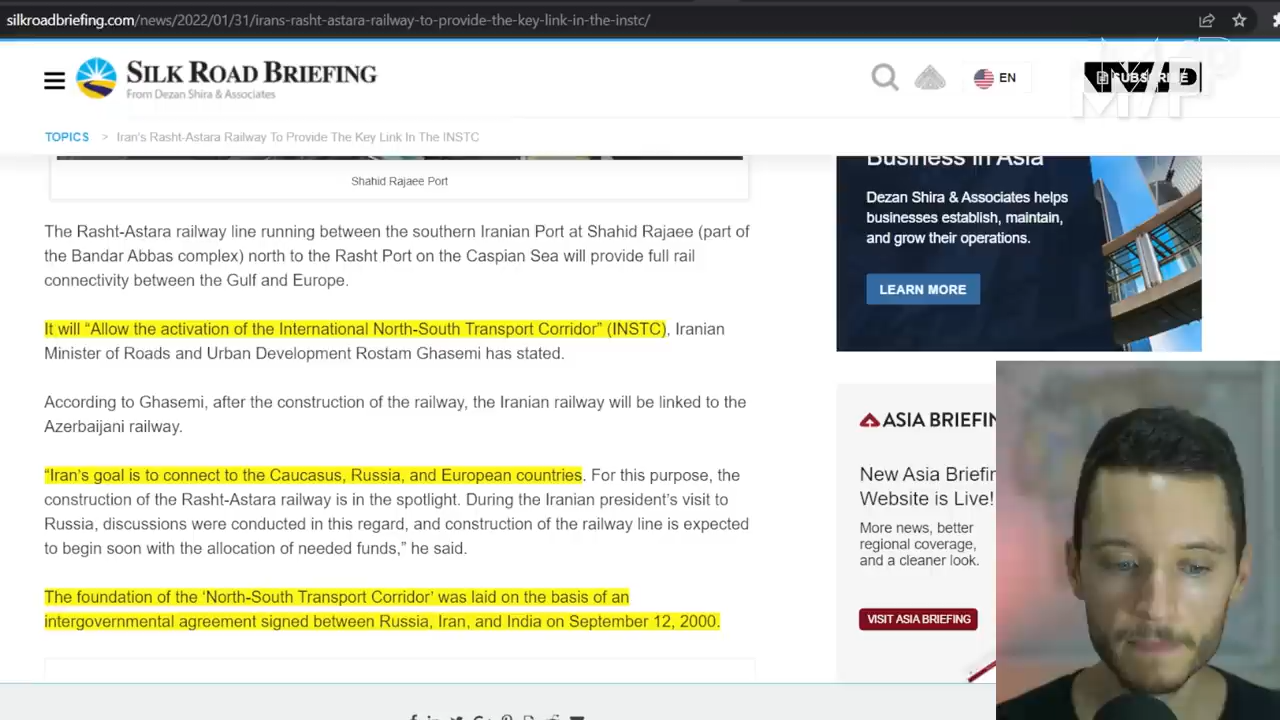 silkroadbriefing.com/news/2022/01/31/irans-rasht-astara-railway-to-provide-the-key-link-in-the-instc/
SILK ROAD BRIEFING
From Dezan Shira & Associates
EN
SUBSCRIBE
TOPICS > Iran's Rasht-Astara Railway To Provide The Key Link In The INSTC
Shahid Rajaee Port
The Rasht-Astara railway line running between the southern Iranian Port at Shahid Rajaee (part of
the Bandar Abbas complex) north to the Rasht Port on the Caspian Sea will provide full rail
connectivity between the Gulf and Europe.
It will “Allow the activation of the International North-South Transport Corridor” (INSTC), Iranian
Minister of Roads and Urban Development Rostam Ghasemi has stated.
According to Ghasemi, after the construction of the railway, the Iranian railway will be linked to the
Azerbaijani railway.
“Iran’s goal is to connect to the Caucasus, Russia, and European countries. For this purpose, the
construction of the Rasht-Astara railway is in the spotlight. During the Iranian president’s visit to
Russia, discussions were conducted in this regard, and construction of the railway line is expected
to begin soon with the allocation of needed funds,” he said.
The foundation of the ‘North-South Transport Corridor’ was laid on the basis of an
intergovernmental agreement signed between Russia, Iran, and India on September 12, 2000.
Business in Asia
Dezan Shira & Associates helps
businesses establish, maintain,
and grow their operations.
LEARN MORE
ASIA BRIEFIN
New Asia Briefin
Website is Live!
More news, better
regional coverage,
and a cleaner look.
VISIT ASIA BRIEFING